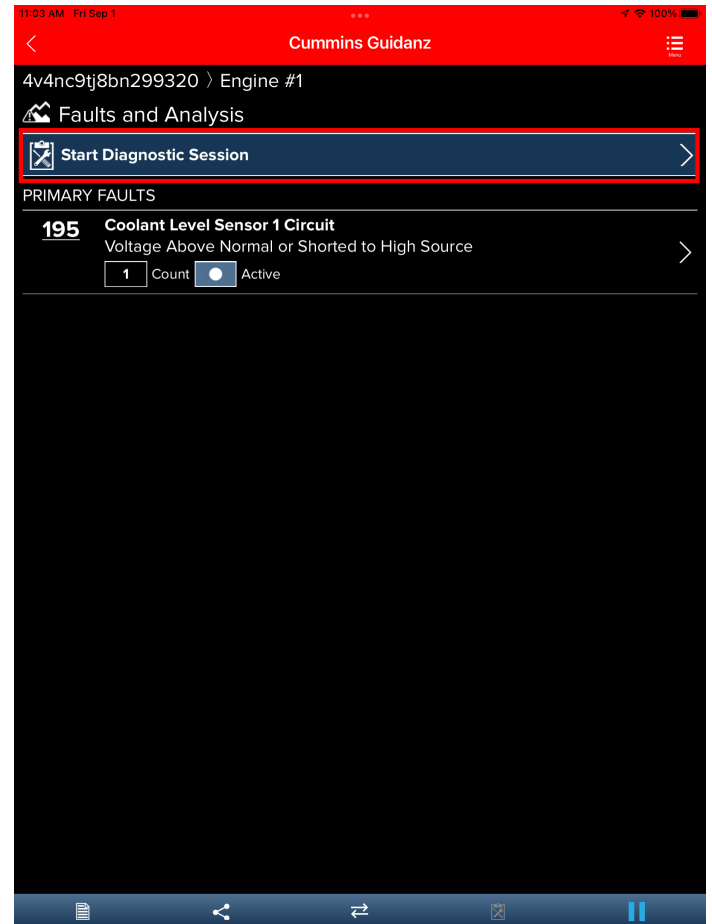 11:03 AM Fri Sep 1
100%
Cummins Guidanz
Menu
4v4nc9tj8bn299320 〉 Engine #1
Faults and Analysis
Start Diagnostic Session
PRIMARY FAULTS
195 Coolant Level Sensor 1 Circuit
Voltage Above Normal or Shorted to High Source
1 Count Active